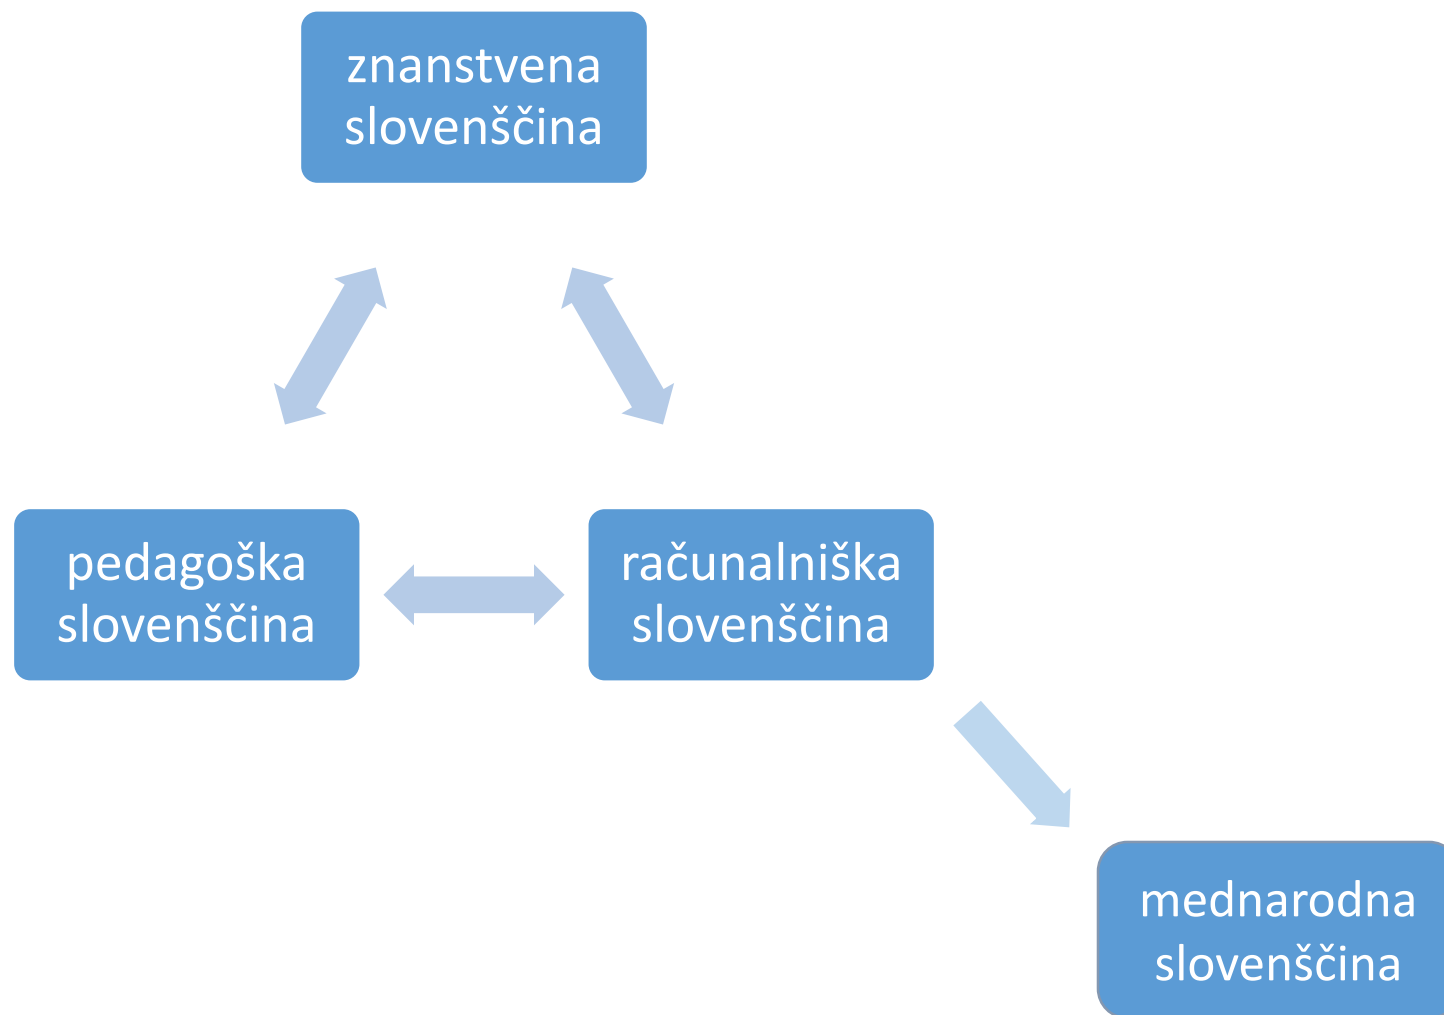 znanstvena
slovenščina
pedagoška
slovenščina
računalniška
slovenščina
mednarodna
slovenščina